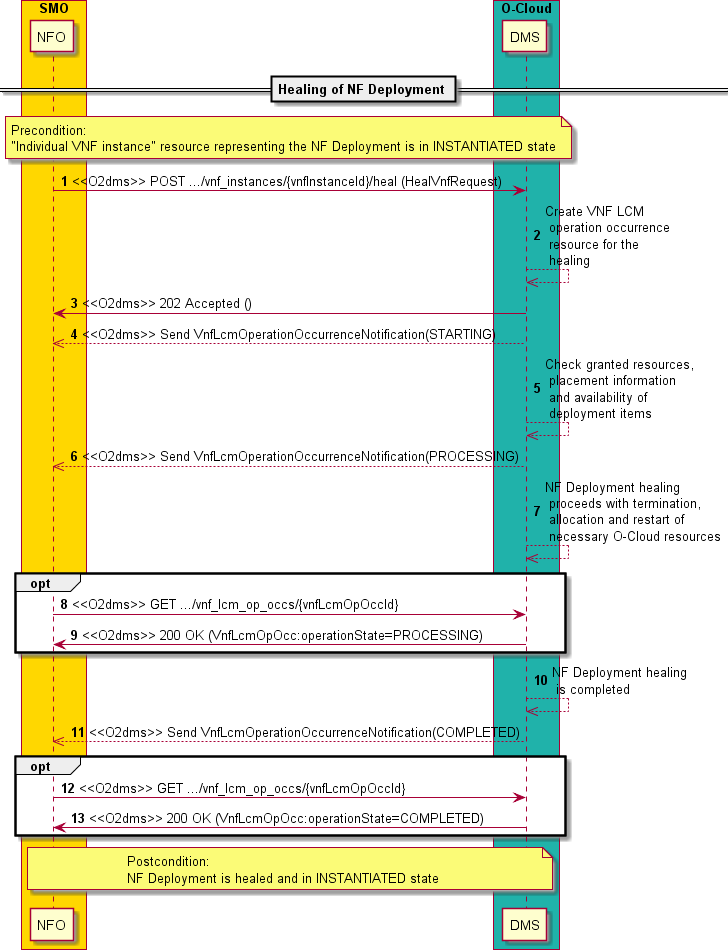 SMO
O-Cloud
NFO
DMS
Healing of NF Deployment
Precondition:
"Individual VNF instance" resource representing the NF Deployment is in INSTANTIATED state
1 <<O2dms>> POST .../vnf_instances/{vnfInstanceId}/heal (HealVnfRequest)
Create VNF LCM
2 operation occurrence
resource for the
healing
3 <<O2dms>> 202 Accepted ()
4 <<O2dms>> Send VnfLcmOperationOccurrenceNotification(STARTING)
Check granted resources,
placement information
5 and availability of
deployment items
6 <<O2dms>> Send VnfLcmOperationOccurrenceNotification(PROCESSING)
NF Deployment healing
proceeds with termination,
7 allocation and restart of
necessary O-Cloud resources
opt
8 <<O2dms>> GET .../vnf_lcm_op_occs/{vnfLcmOpOccId}
9 <<O2dms>> 200 OK (VnfLcmOpOcc:operationState=PROCESSING)
10 NF Deployment healing
is completed
11 <<O2dms>> Send VnfLcmOperationOccurrenceNotification(COMPLETED)
opt
12 <<O2dms>> GET .../vnf_lcm_op_occs/{vnfLcmOpOccId}
13 <<O2dms>> 200 OK (VnfLcmOpOcc:operationState=COMPLETED)
Postcondition:
NF Deployment is healed and in INSTANTIATED state
NFO
DMS